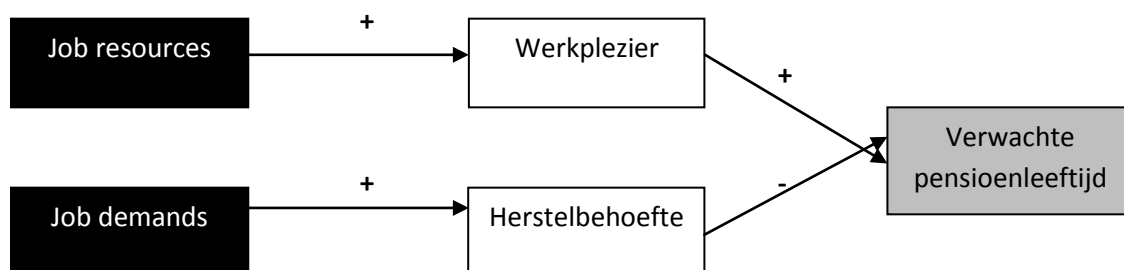 +
Job resources
Werkplezier
+
Verwachte
pensioenleeftijd
+
-
Job demands
Herstelbehoefte